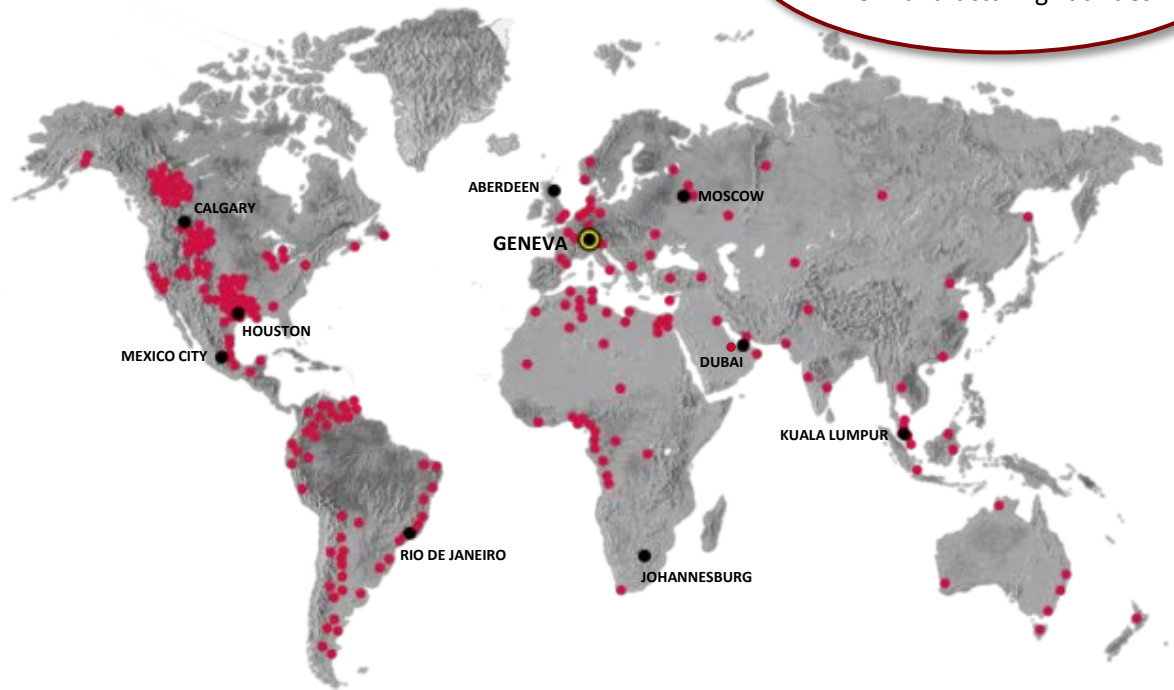 ABERDEEN
MOSCOW
CALGARY
GENEVA
HOUSTON
MEXICO CITY
DUBAI
KUALA LUMPUR
RIO DE JANEIRO
JOHANNESBURG